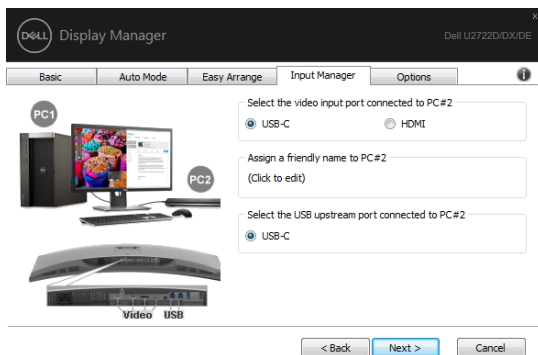 DELL Display Manager
Dell U2722D/DX/DE
x
Basic
Auto Mode
Easy Arrange
Input Manager
Options
i
PC1
PC2
Video USB
Select the video input port connected to PC#2
USB-C
HDMI
Assign a friendly name to PC#2
(Click to edit)
Select the USB upstream port connected to PC#2
USB-C
< Back
Next >
Cancel